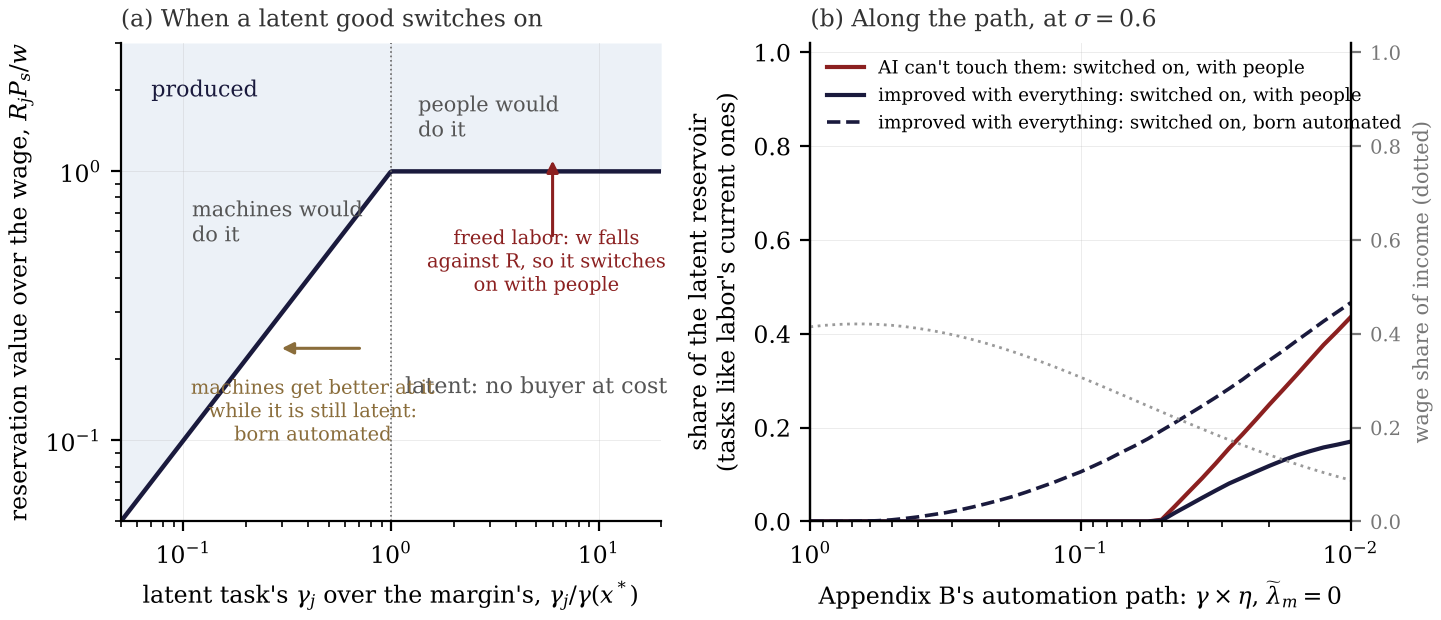 (a) When a latent good switches on
reservation value over the wage, R_jP_s/w
10^0
10^−1
produced
people would
do it
machines would
do it
freed labor: w falls
against R, so it switches
on with people
machines get better at it
while it is still latent:
born automated
latent: no buyer at cost
10^−1
10^0
10^1
latent task's γ_j over the margin's, γ_j/γ(x^*)
(b) Along the path, at σ = 0.6
share of the latent reservoir
(tasks like labor's current ones)
1.0
0.8
0.6
0.4
0.2
0.0
AI can't touch them: switched on, with people
improved with everything: switched on, with people
improved with everything: switched on, born automated
1.0
0.8
0.6
0.4
0.2
0.0
wage share of income (dotted)
10^0
10^−1
10^−2
Appendix B's automation path: γ × η, λ̃_m = 0